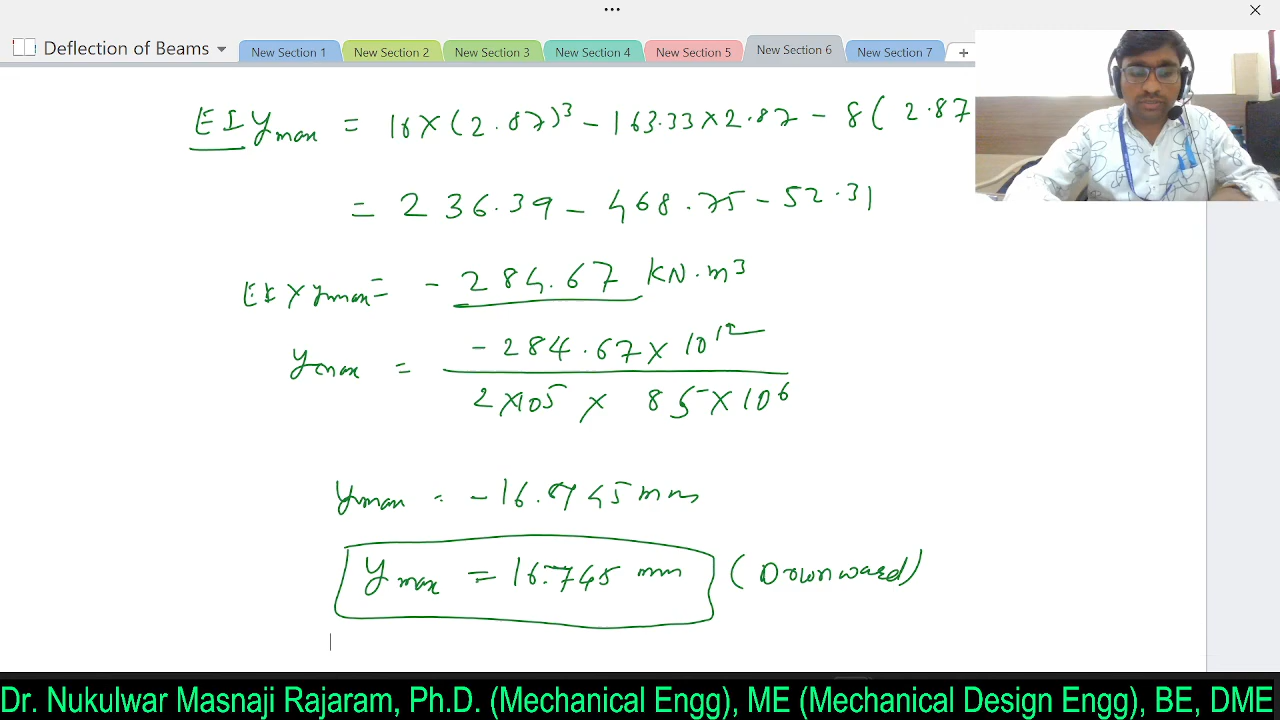 Deflection of Beams
New Section 1 New Section 2 New Section 3 New Section 4 New Section 5 New Section 6 New Section 7 +
EI ymax = 16 × (2.87)³ - 163.33 × 2.87 - 8 ( 2.87
= 236.39 - 468.75 - 52.31
EI × ymax = - 284.67 KN.m³
ymax = - 284.67 × 10¹² / 2 × 10⁵ × 85 × 10⁶
ymax = - 16.745 mm
ymax = 16.745 mm (Downward)
Dr. Nukulwar Masnaji Rajaram, Ph.D. (Mechanical Engg), ME (Mechanical Design Engg), BE, DME